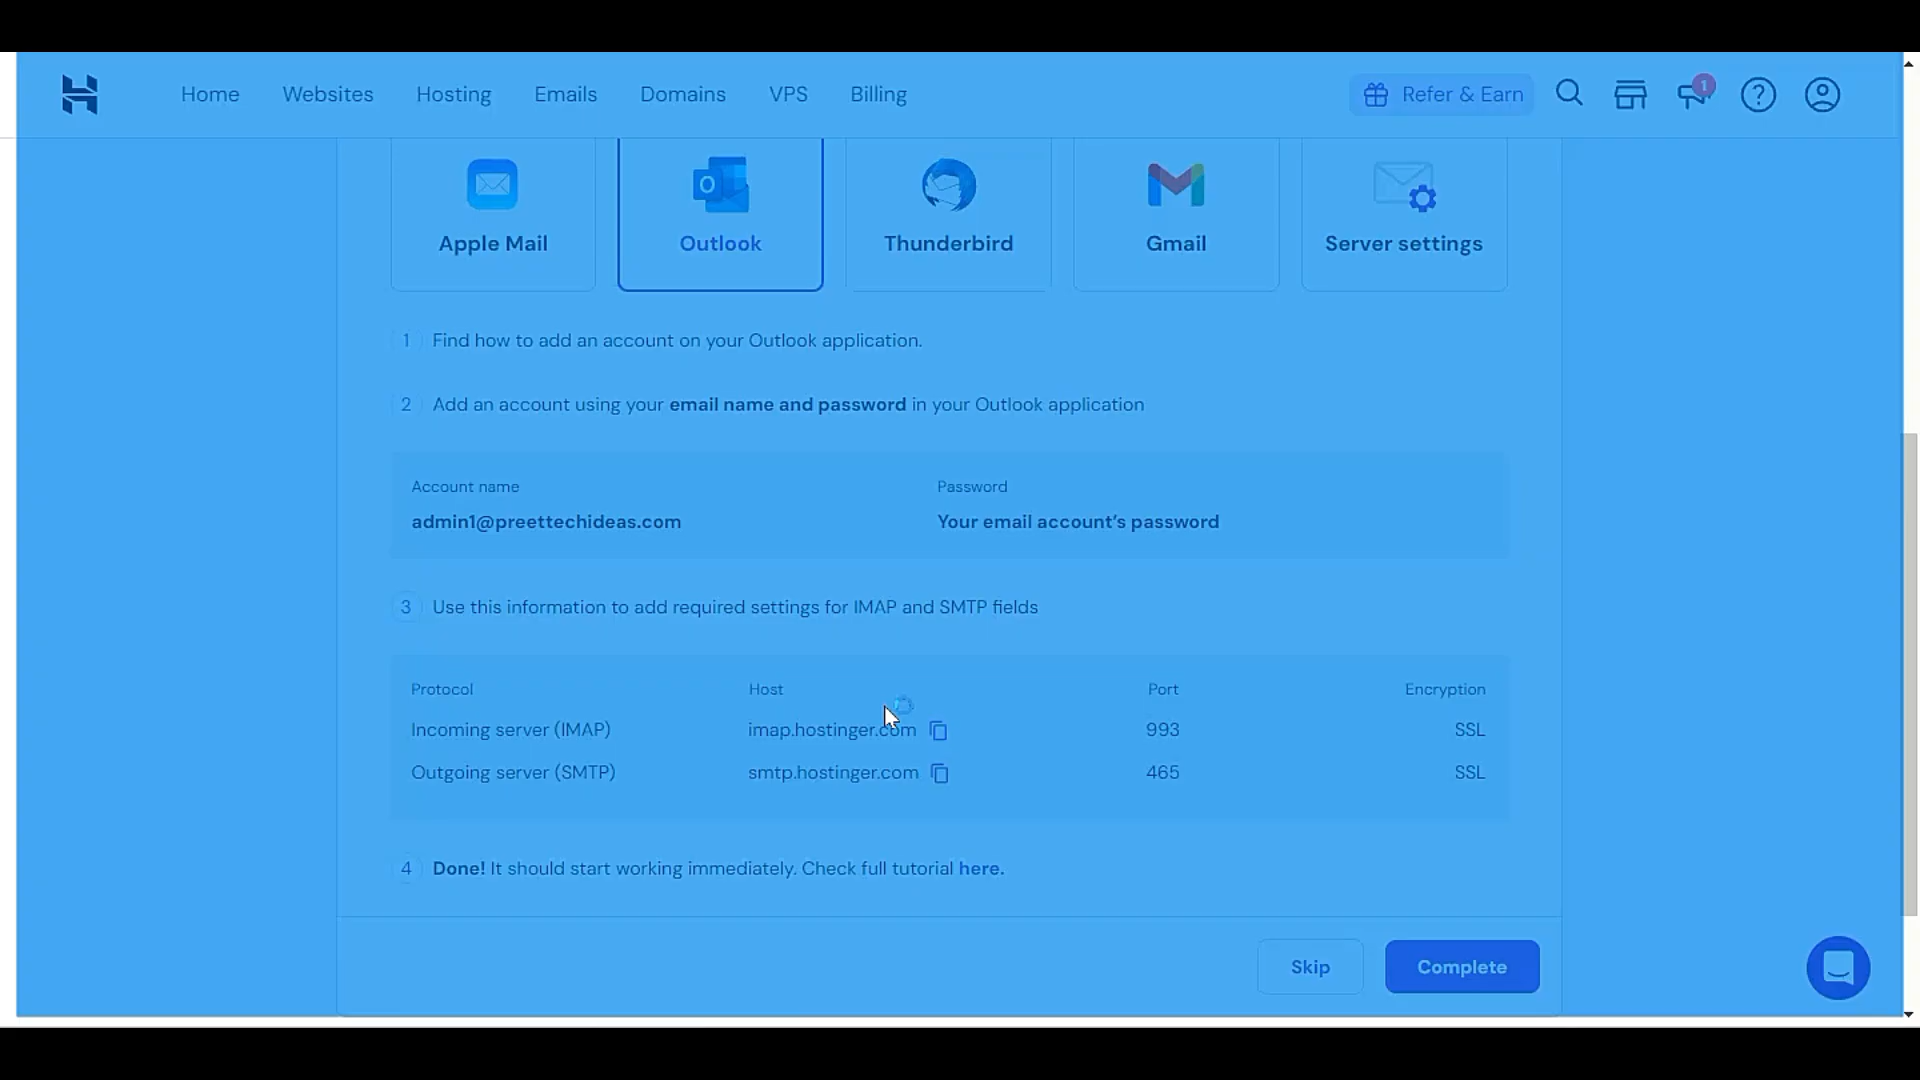 Home Websites Hosting Emails Domains VPS Billing Refer & Earn 1
Apple Mail Outlook Thunderbird Gmail Server settings
1 Find how to add an account on your Outlook application.
2 Add an account using your email name and password in your Outlook application
Account name Password
admin1@preettechideas.com Your email account’s password
3 Use this information to add required settings for IMAP and SMTP fields
Protocol Host Port Encryption
Incoming server (IMAP) imap.hostinger.com 993 SSL
Outgoing server (SMTP) smtp.hostinger.com 465 SSL
4 Done! It should start working immediately. Check full tutorial here.
Skip Complete